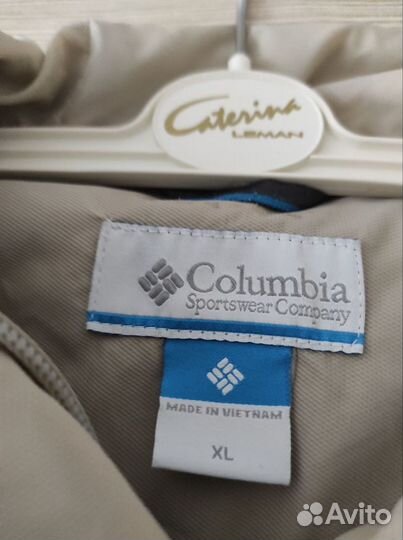 Caterina
LEMAN
Columbia
Sportswear Company
MADE IN VIETNAM
XL
Avito